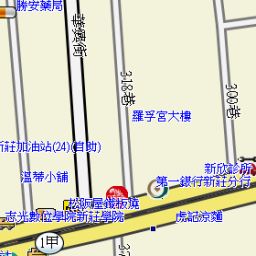 勝安藥局
華興街
318巷
300巷
羅孚宮大樓
新莊加油站(24)(自助)
新欣診所
溫蒂小舖
第一銀行新莊分行
松阪屋鐵板燒
志光數位學院新莊學院
虎記涼麵
1甲